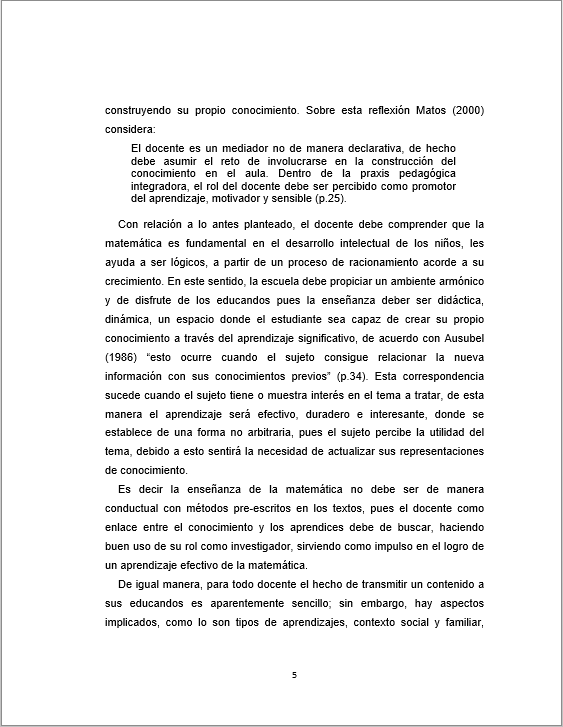 construyendo su propio conocimiento. Sobre esta reflexión Matos (2000)
considera:
El docente es un mediador no de manera declarativa, de hecho
debe asumir el reto de involucrarse en la construcción del
conocimiento en el aula. Dentro de la praxis pedagógica
integradora, el rol del docente debe ser percibido como promotor
del aprendizaje, motivador y sensible (p.25).
Con relación a lo antes planteado, el docente debe comprender que la
matemática es fundamental en el desarrollo intelectual de los niños, les
ayuda a ser lógicos, a partir de un proceso de racionamiento acorde a su
crecimiento. En este sentido, la escuela debe propiciar un ambiente armónico
y de disfrute de los educandos pues la enseñanza deber ser didáctica,
dinámica, un espacio donde el estudiante sea capaz de crear su propio
conocimiento a través del aprendizaje significativo, de acuerdo con Ausubel
(1986) “esto ocurre cuando el sujeto consigue relacionar la nueva
información con sus conocimientos previos” (p.34). Esta correspondencia
sucede cuando el sujeto tiene o muestra interés en el tema a tratar, de esta
manera el aprendizaje será efectivo, duradero e interesante, donde se
establece de una forma no arbitraria, pues el sujeto percibe la utilidad del
tema, debido a esto sentirá la necesidad de actualizar sus representaciones
de conocimiento.
Es decir la enseñanza de la matemática no debe ser de manera
conductual con métodos pre-escritos en los textos, pues el docente como
enlace entre el conocimiento y los aprendices debe de buscar, haciendo
buen uso de su rol como investigador, sirviendo como impulso en el logro de
un aprendizaje efectivo de la matemática.
De igual manera, para todo docente el hecho de transmitir un contenido a
sus educandos es aparentemente sencillo; sin embargo, hay aspectos
implicados, como lo son tipos de aprendizajes, contexto social y familiar,
5